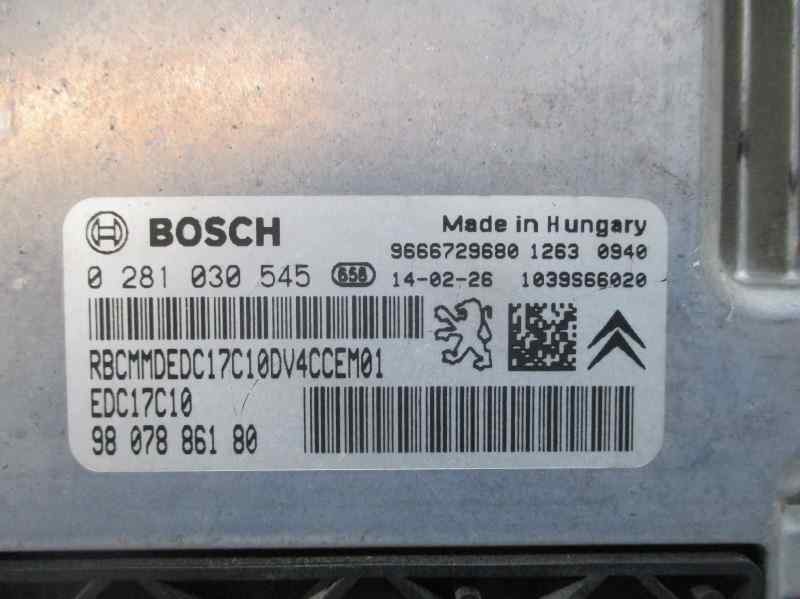 BOSCH
Made in Hungary
9666729680 1263 0940
0 281 030 545 658 14-02-26 1039S66020
RBCMMDEDC17C10DV4CCEM01
EDC17C10
98 078 861 80